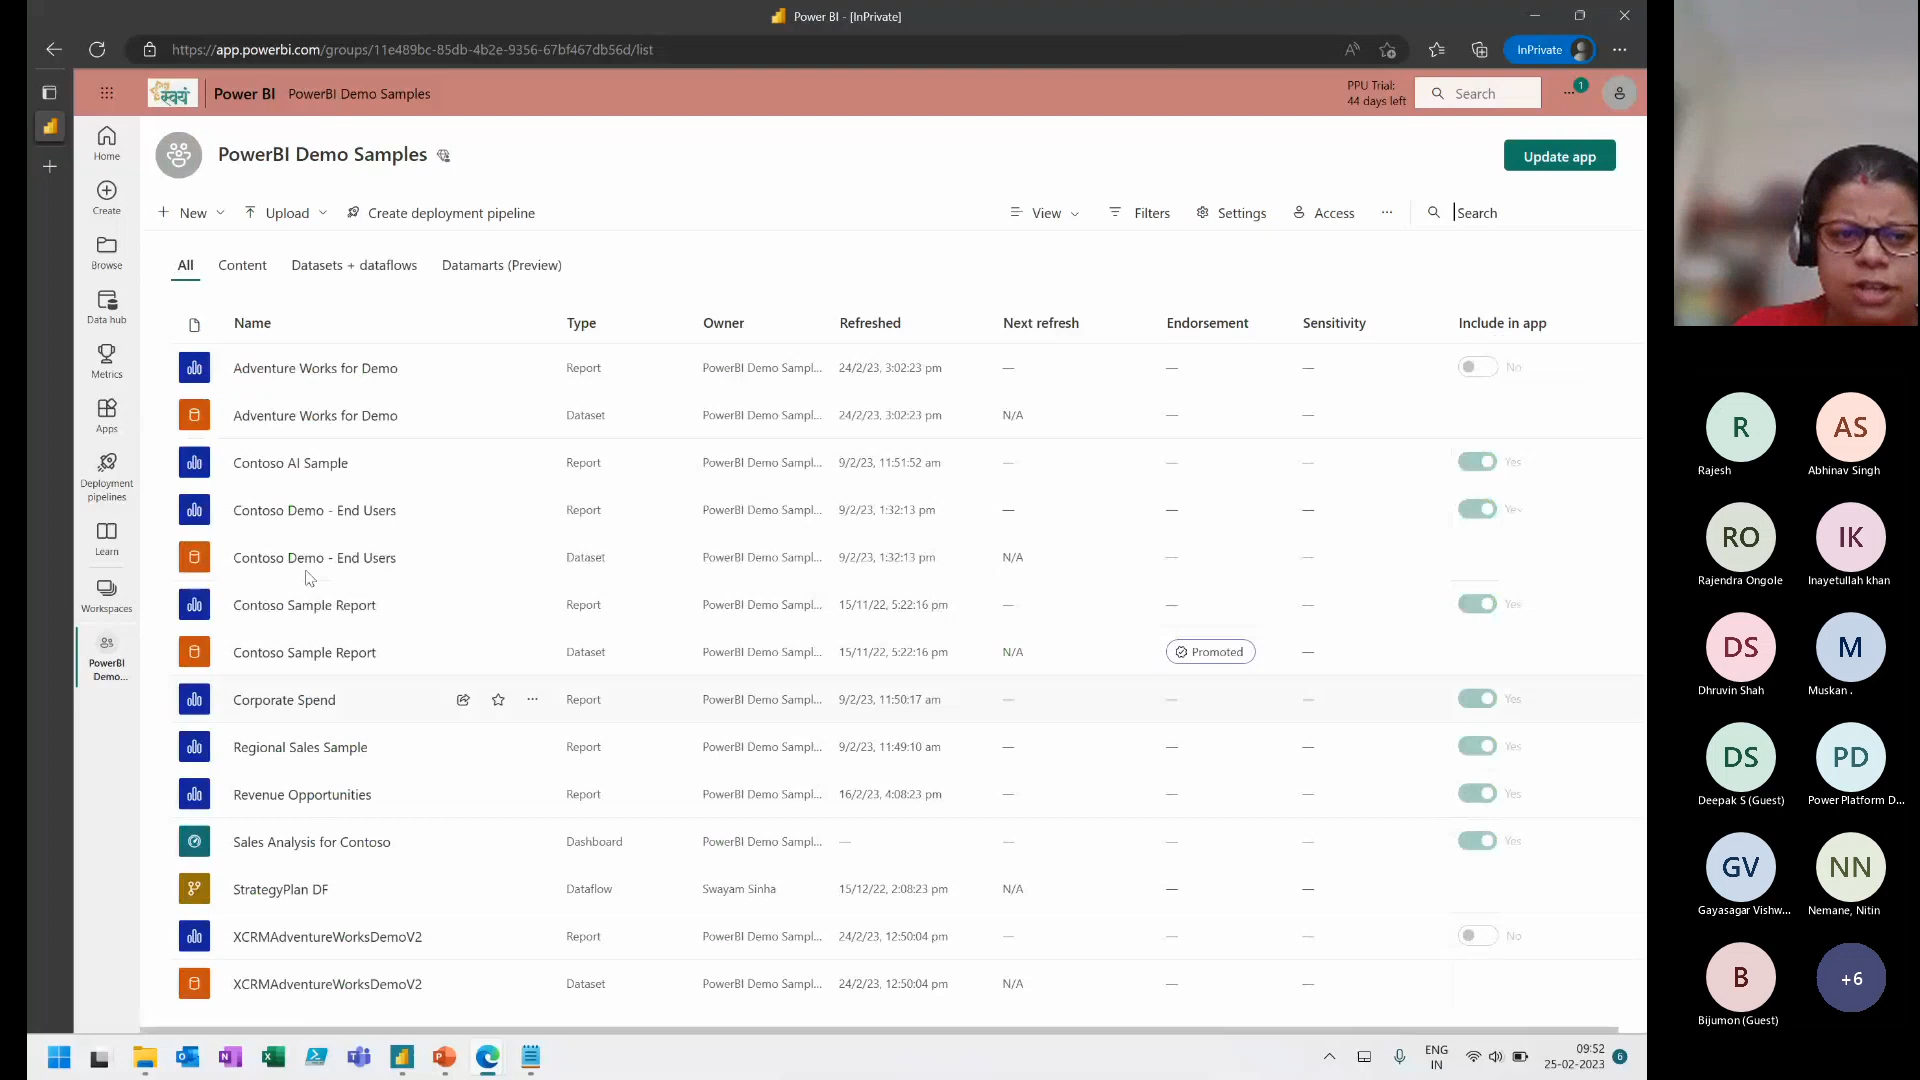 Power BI - [InPrivate]
https://app.powerbi.com/groups/11e489bc-85db-4b2e-9356-67bf467db56d/list
InPrivate
स्वयं
Power BI
PowerBI Demo Samples
PPU Trial:
44 days left
Search
1
PowerBI Demo Samples
Update app
New
Upload
Create deployment pipeline
View
Filters
Settings
Access
Search
All
Content
Datasets + dataflows
Datamarts (Preview)
Home
Create
Browse
Data hub
Metrics
Apps
Deployment
pipelines
Learn
Workspaces
PowerBI
Demo...
Name Type Owner Refreshed Next refresh Endorsement Sensitivity Include in app
Adventure Works for Demo Report PowerBI Demo Sampl... 24/2/23, 3:02:23 pm — — — No
Adventure Works for Demo Dataset PowerBI Demo Sampl... 24/2/23, 3:02:23 pm N/A — —
Contoso AI Sample Report PowerBI Demo Sampl... 9/2/23, 11:51:52 am — — — Yes
Contoso Demo - End Users Report PowerBI Demo Sampl... 9/2/23, 1:32:13 pm — — — Yes
Contoso Demo - End Users Dataset PowerBI Demo Sampl... 9/2/23, 1:32:13 pm N/A — —
Contoso Sample Report Report PowerBI Demo Sampl... 15/11/22, 5:22:16 pm — — — Yes
Contoso Sample Report Dataset PowerBI Demo Sampl... 15/11/22, 5:22:16 pm N/A Promoted —
Corporate Spend Report PowerBI Demo Sampl... 9/2/23, 11:50:17 am — — — Yes
Regional Sales Sample Report PowerBI Demo Sampl... 9/2/23, 11:49:10 am — — — Yes
Revenue Opportunities Report PowerBI Demo Sampl... 16/2/23, 4:08:23 pm — — — Yes
Sales Analysis for Contoso Dashboard PowerBI Demo Sampl... — — — — Yes
StrategyPlan DF Dataflow Swayam Sinha 15/12/22, 2:08:23 pm N/A — —
XCRMAdventureWorksDemoV2 Report PowerBI Demo Sampl... 24/2/23, 12:50:04 pm — — — No
XCRMAdventureWorksDemoV2 Dataset PowerBI Demo Sampl... 24/2/23, 12:50:04 pm N/A — —
R AS
Rajesh Abhinav Singh
RO IK
Rajendra Ongole Inayetullah khan
DS M
Dhruvin Shah Muskan .
DS PD
Deepak S (Guest) Power Platform D...
GV NN
Gayasagar Vishw... Nemane, Nitin
B +6
Bijumon (Guest)
ENG
IN
09:52
25-02-2023
6